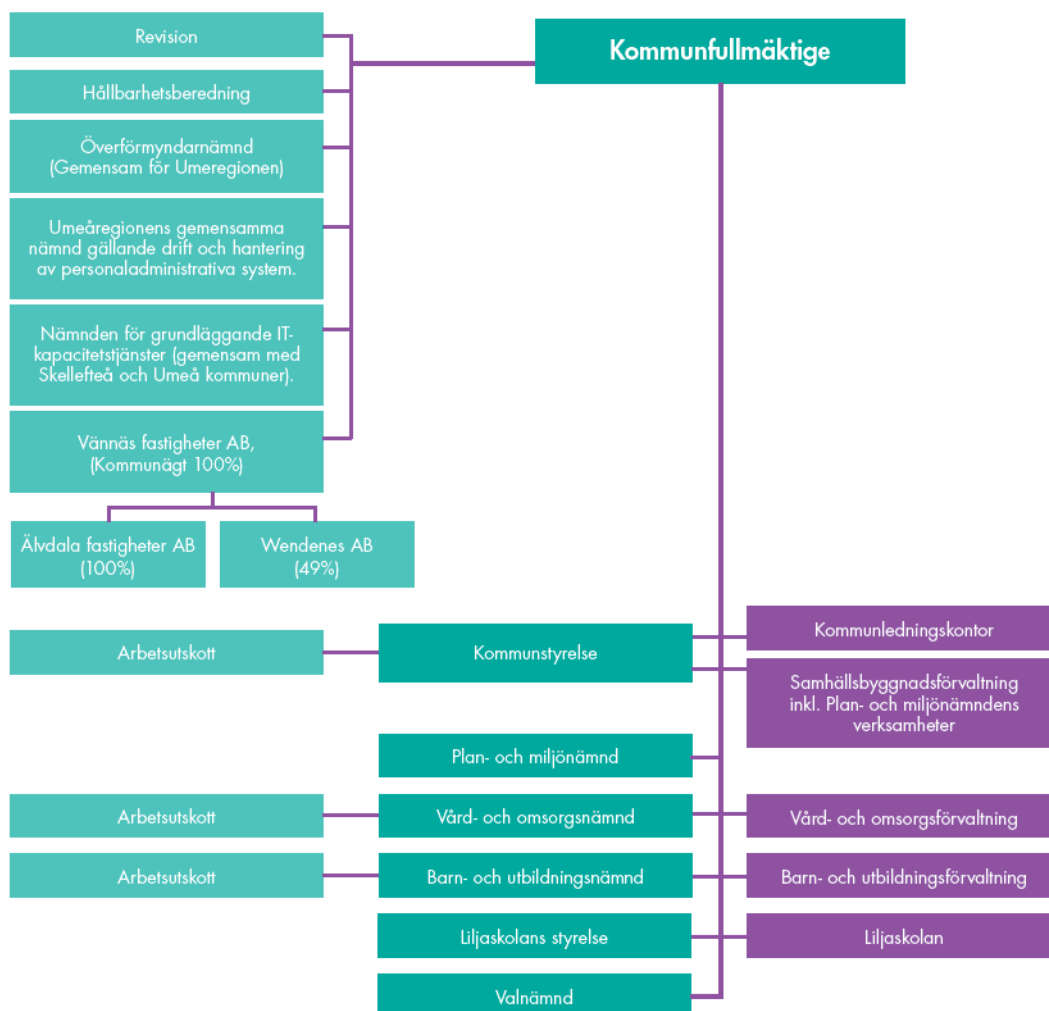 Kommunfullmäktige
Revision
Hållbarhetsberedning
Överförmyndarnämnd
(Gemensam för Umeregionen)
Umeåregionens gemensamma
nämnd gällande drift och hantering
av personaladministrativa system.
Nämnden för grundläggande IT-
kapacitetstjänster (gemensam med
Skellefteå och Umeå kommuner).
Vännäs fastigheter AB,
(Kommunägt 100%)
Älvdala fastigheter AB
(100%)
Wendenes AB
(49%)
Arbetsutskott
Kommunstyrelse
Kommunledningskontor
Samhällsbyggnadsförvaltning
inkl. Plan- och miljönämndens
verksamheter
Plan- och miljönämnd
Arbetsutskott
Vård- och omsorgsnämnd
Vård- och omsorgsförvaltning
Arbetsutskott
Barn- och utbildningsnämnd
Barn- och utbildningsförvaltning
Liljaskolans styrelse
Liljaskolan
Valnämnd